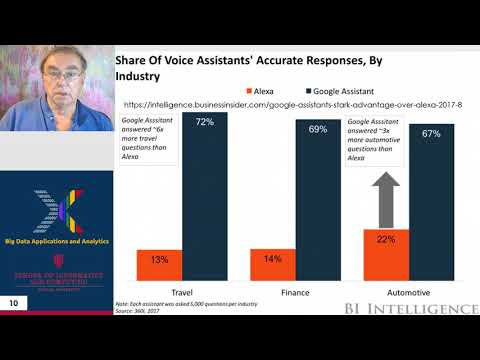 Share Of Voice Assistants' Accurate Responses, By
Industry
Alexa
Google Assistant
https://intelligence.businessinsider.com/google-assistants-stark-advantage-over-alexa-2017-8
Google Asssitant
answered ~6x
more travel
questions than
Alexa
72%
69%
Google Asssitant
answered ~3x
more automotive
questions than
Alexa
67%
13%
14%
22%
Travel
Finance
Automotive
Note: Each assistant was asked 5,000 questions per industry
Source: 360i, 2017
BI INTELLIGENCE
Big Data Applications and Analytics
SCHOOL OF INFORMATICS
AND COMPUTING
10